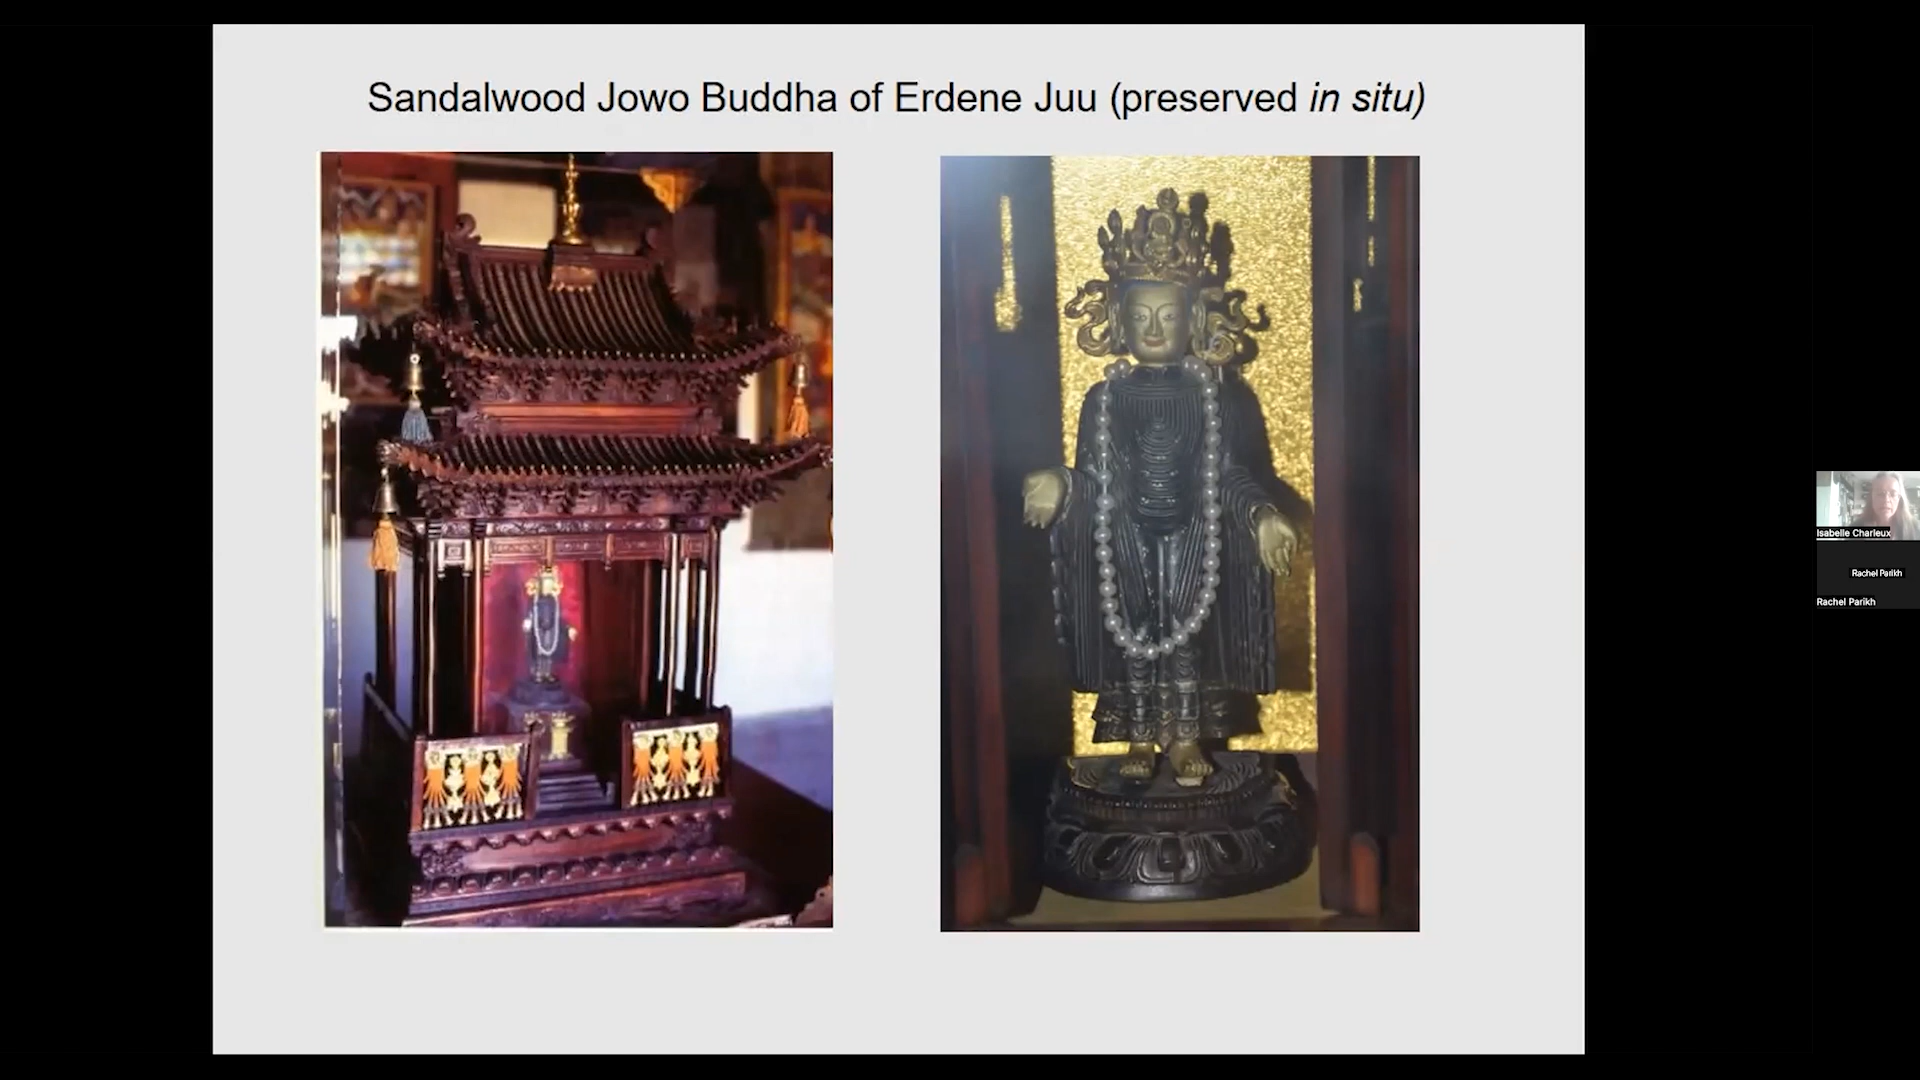 Sandalwood Jowo Buddha of Erdene Juu (preserved in situ)
Isabelle Charleux
Rachel Parikh
Rachel Parikh